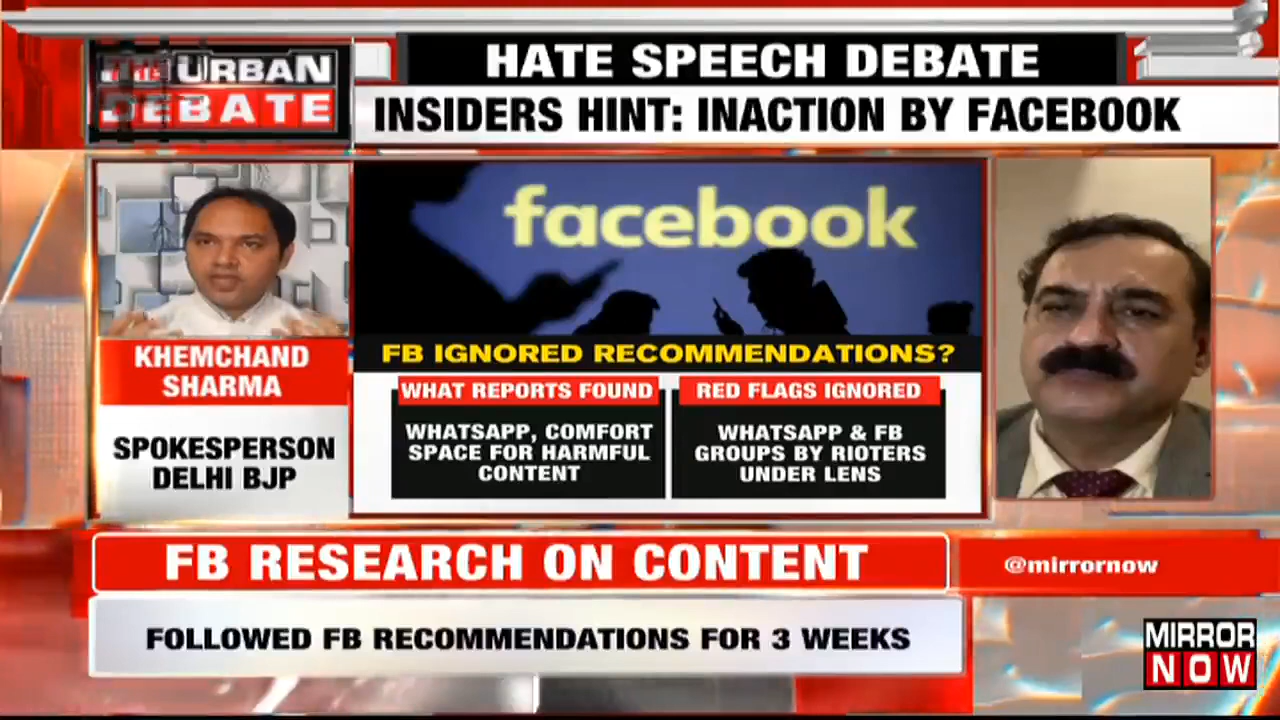 THE URBAN
DEBATE
HATE SPEECH DEBATE
INSIDERS HINT: INACTION BY FACEBOOK
KHEMCHAND
SHARMA
SPOKESPERSON
DELHI BJP
facebook
FB IGNORED RECOMMENDATIONS?
WHAT REPORTS FOUND
WHATSAPP, COMFORT
SPACE FOR HARMFUL
CONTENT
RED FLAGS IGNORED
WHATSAPP & FB
GROUPS BY RIOTERS
UNDER LENS
FB RESEARCH ON CONTENT
@mirrornow
FOLLOWED FB RECOMMENDATIONS FOR 3 WEEKS
MIRROR
NOW